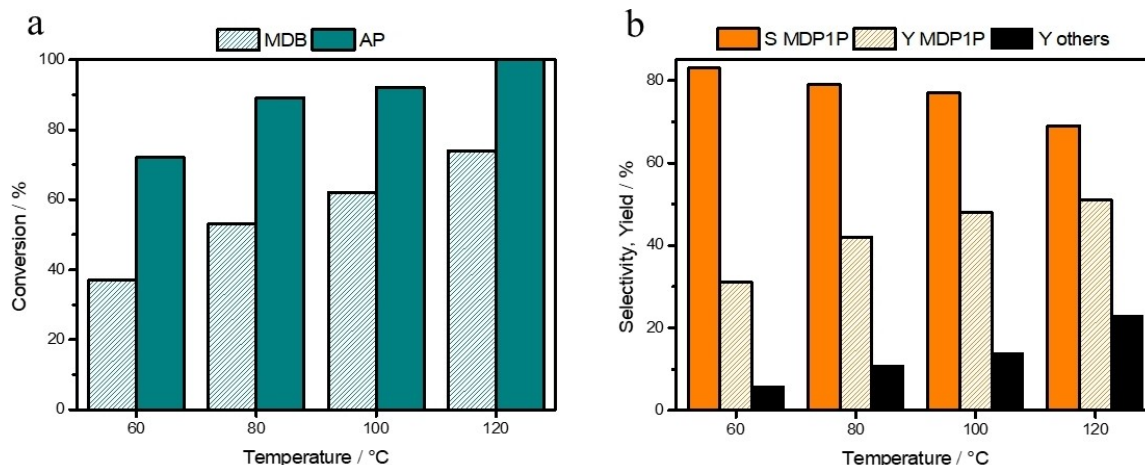 a
MDB AP
Conversion / %
100
80
60
40
20
0
60 80 100 120
Temperature / °C
b
S MDP1P Y MDP1P Y others
Selectivity, Yield / %
80
60
40
20
0
60 80 100 120
Temperature / °C